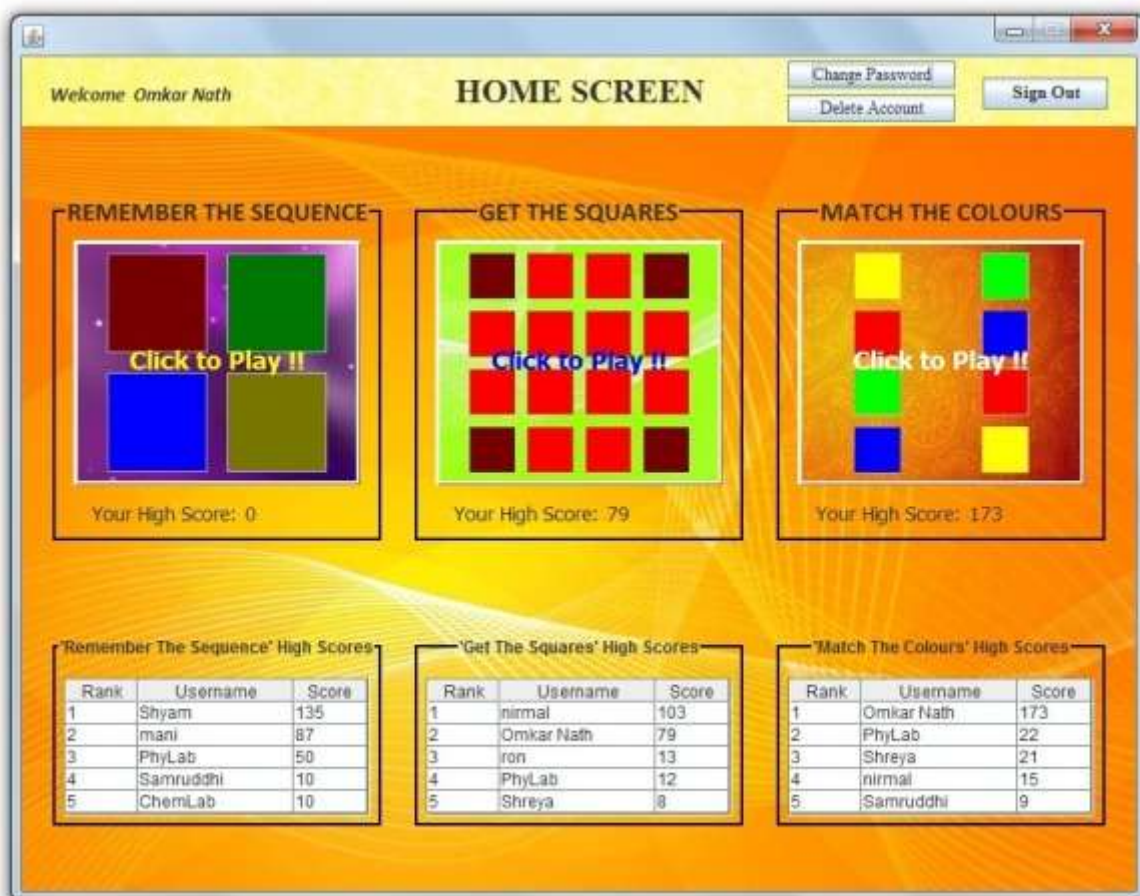 Welcome Omkar Nath
HOME SCREEN
Change Password
Delete Account
Sign Out
REMEMBER THE SEQUENCE
Click to Play !!
Your High Score: 0
GET THE SQUARES
Click to Play !!
Your High Score: 79
MATCH THE COLOURS
Click to Play !!
Your High Score: 173
'Remember The Sequence' High Scores
Rank Username Score
1 Shyam 135
2 mani 87
3 PhyLab 50
4 Samruddhi 10
5 ChemLab 10
'Get The Squares' High Scores
Rank Username Score
1 nirmal 103
2 Omkar Nath 79
3 ron 13
4 PhyLab 12
5 Shreya 8
'Match The Colours' High Scores
Rank Username Score
1 Omkar Nath 173
2 PhyLab 22
3 Shreya 21
4 nirmal 15
5 Samruddhi 9